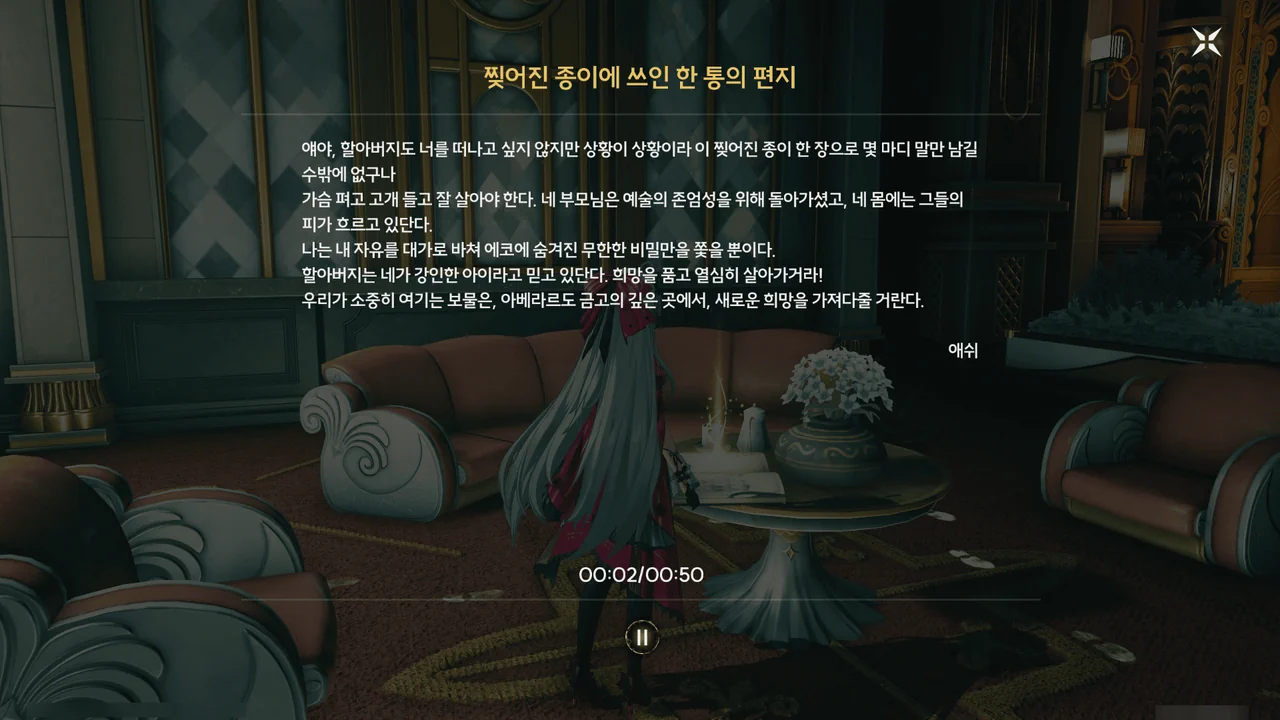 찢어진 종이에 쓰인 한 통의 편지
얘야, 할아버지도 너를 떠나고 싶지 않지만 상황이 상황이라 이 찢어진 종이 한 장으로 몇 마디 말만 남길
수밖에 없구나
가슴 펴고 고개 들고 잘 살아야 한다. 네 부모님은 예술의 존엄성을 위해 돌아가셨고, 네 몸에는 그들의
피가 흐르고 있단다.
나는 내 자유를 대가로 바쳐 에코에 숨겨진 무한한 비밀만을 쫓을 뿐이다.
할아버지는 네가 강인한 아이라고 믿고 있단다. 희망을 품고 열심히 살아가거라!
우리가 소중히 여기는 보물은, 아베라르도 금고의 깊은 곳에서, 새로운 희망을 가져다줄 거란다.
애쉬
00:02/00:50